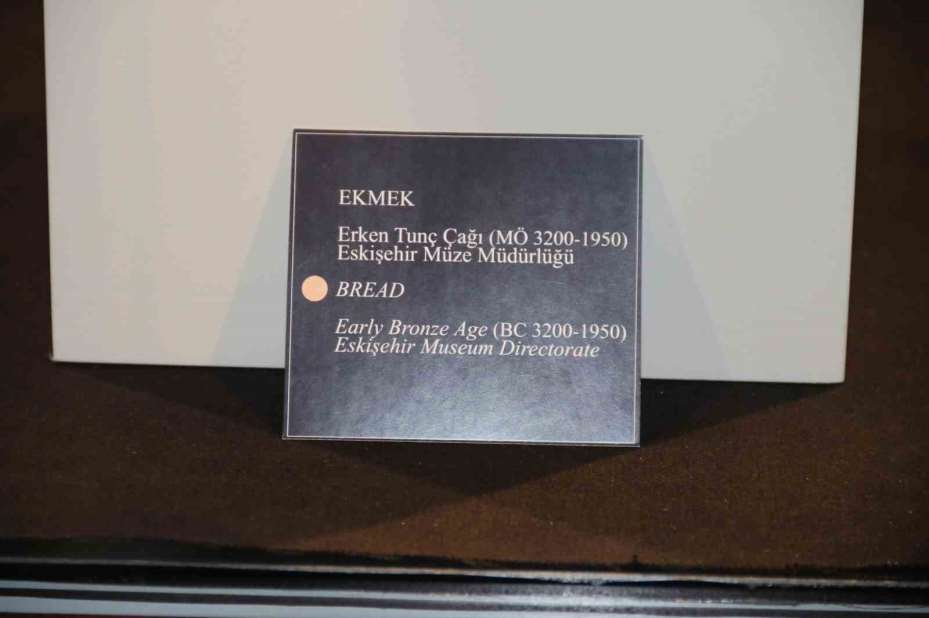 EKMEK
Erken Tunç Çağı (MÖ 3200-1950)
Eskişehir Müze Müdürlüğü
BREAD
Early Bronze Age (BC 3200-1950)
Eskişehir Museum Directorate